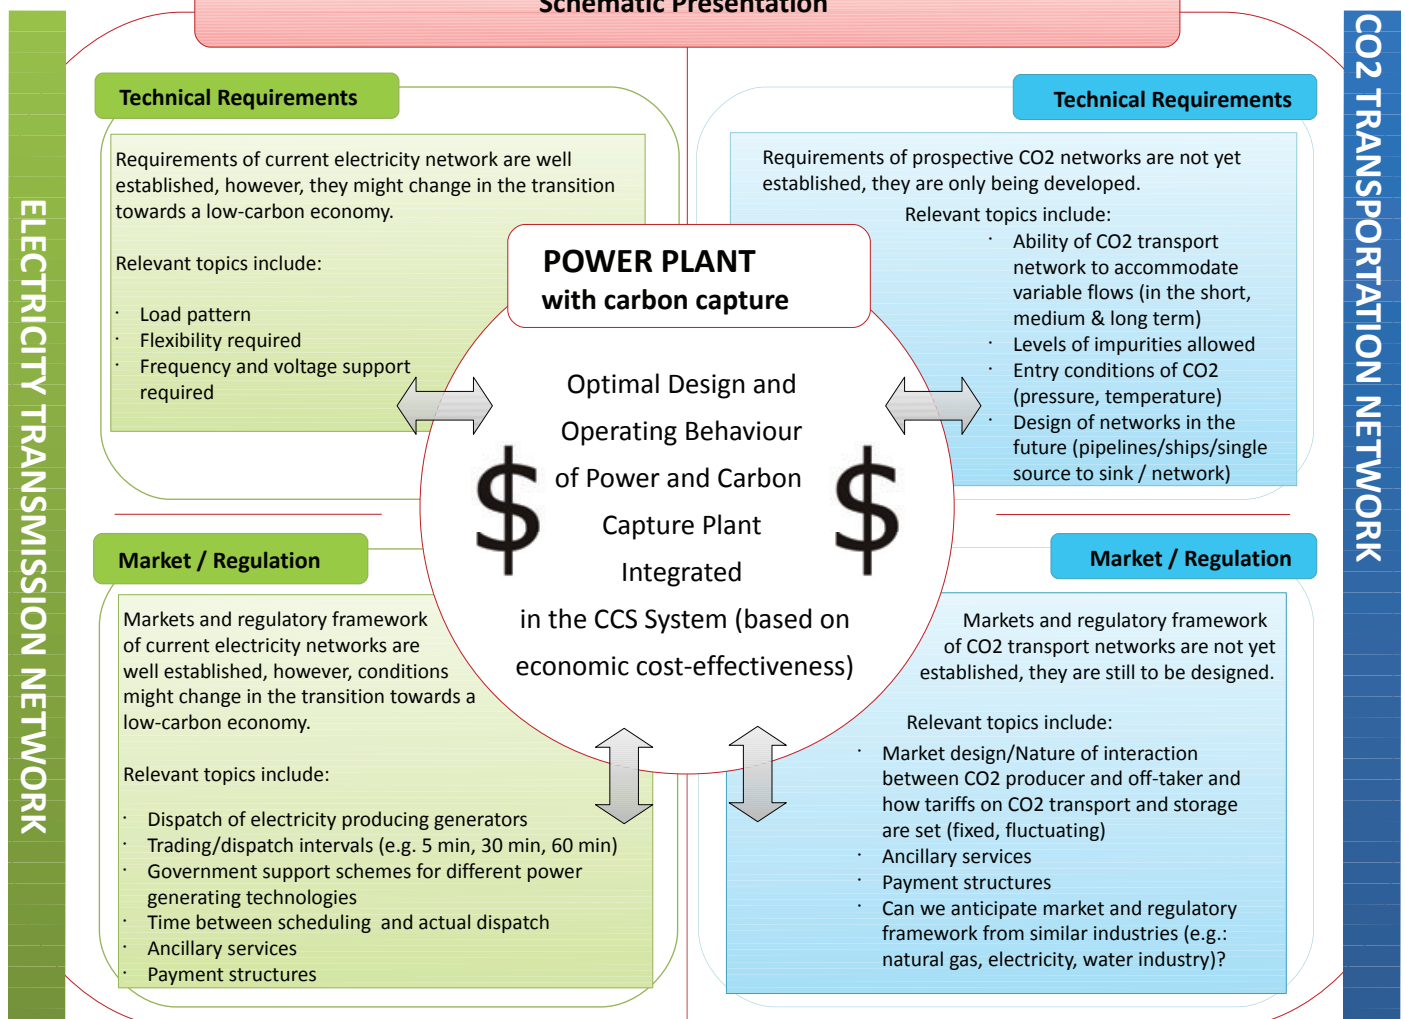 Schematic Presentation
ELECTRICITY TRANSMISSION NETWORK
Technical Requirements
Requirements of current electricity network are well
established, however, they might change in the transition
towards a low-carbon economy.
Relevant topics include:
· Load pattern
· Flexibility required
· Frequency and voltage support
required
Technical Requirements
Requirements of prospective CO2 networks are not yet
established, they are only being developed.
Relevant topics include:
· Ability of CO2 transport
network to accommodate
variable flows (in the short,
medium & long term)
· Levels of impurities allowed
· Entry conditions of CO2
(pressure, temperature)
· Design of networks in the
future (pipelines/ships/single
source to sink / network)
POWER PLANT
with carbon capture
$
Optimal Design and
Operating Behaviour
of Power and Carbon
Capture Plant
Integrated
in the CCS System (based on
economic cost-effectiveness)
$
Market / Regulation
Markets and regulatory framework
of current electricity networks are
well established, however, conditions
might change in the transition towards a
low-carbon economy.
Relevant topics include:
· Dispatch of electricity producing generators
· Trading/dispatch intervals (e.g. 5 min, 30 min, 60 min)
· Government support schemes for different power
generating technologies
· Time between scheduling and actual dispatch
· Ancillary services
· Payment structures
Market / Regulation
Markets and regulatory framework
of CO2 transport networks are not yet
established, they are still to be designed.
Relevant topics include:
· Market design/Nature of interaction
between CO2 producer and off-taker and
how tariffs on CO2 transport and storage
are set (fixed, fluctuating)
· Ancillary services
· Payment structures
· Can we anticipate market and regulatory
framework from similar industries (e.g.:
natural gas, electricity, water industry)?
CO2 TRANSPORTATION NETWORK